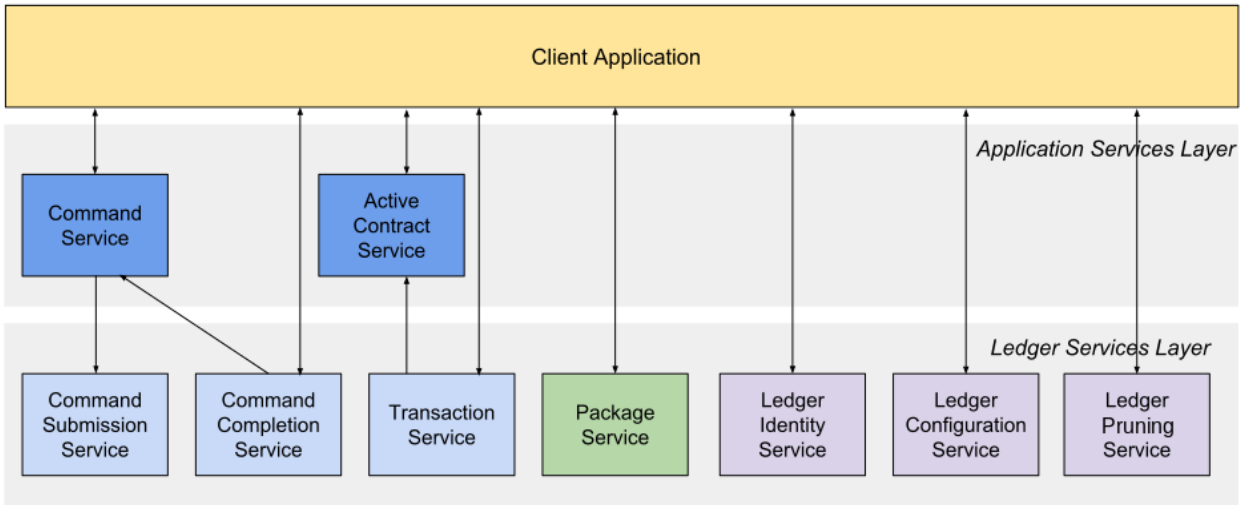 Client Application
Application Services Layer
Command
Service
Active
Contract
Service
Ledger Services Layer
Command
Submission
Service
Command
Completion
Service
Transaction
Service
Package
Service
Ledger
Identity
Service
Ledger
Configuration
Service
Ledger
Pruning
Service